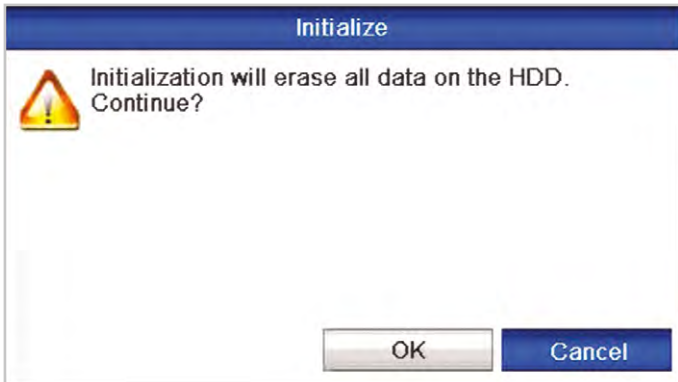 Initialize
Initialization will erase all data on the HDD.
Continue?
OK
Cancel